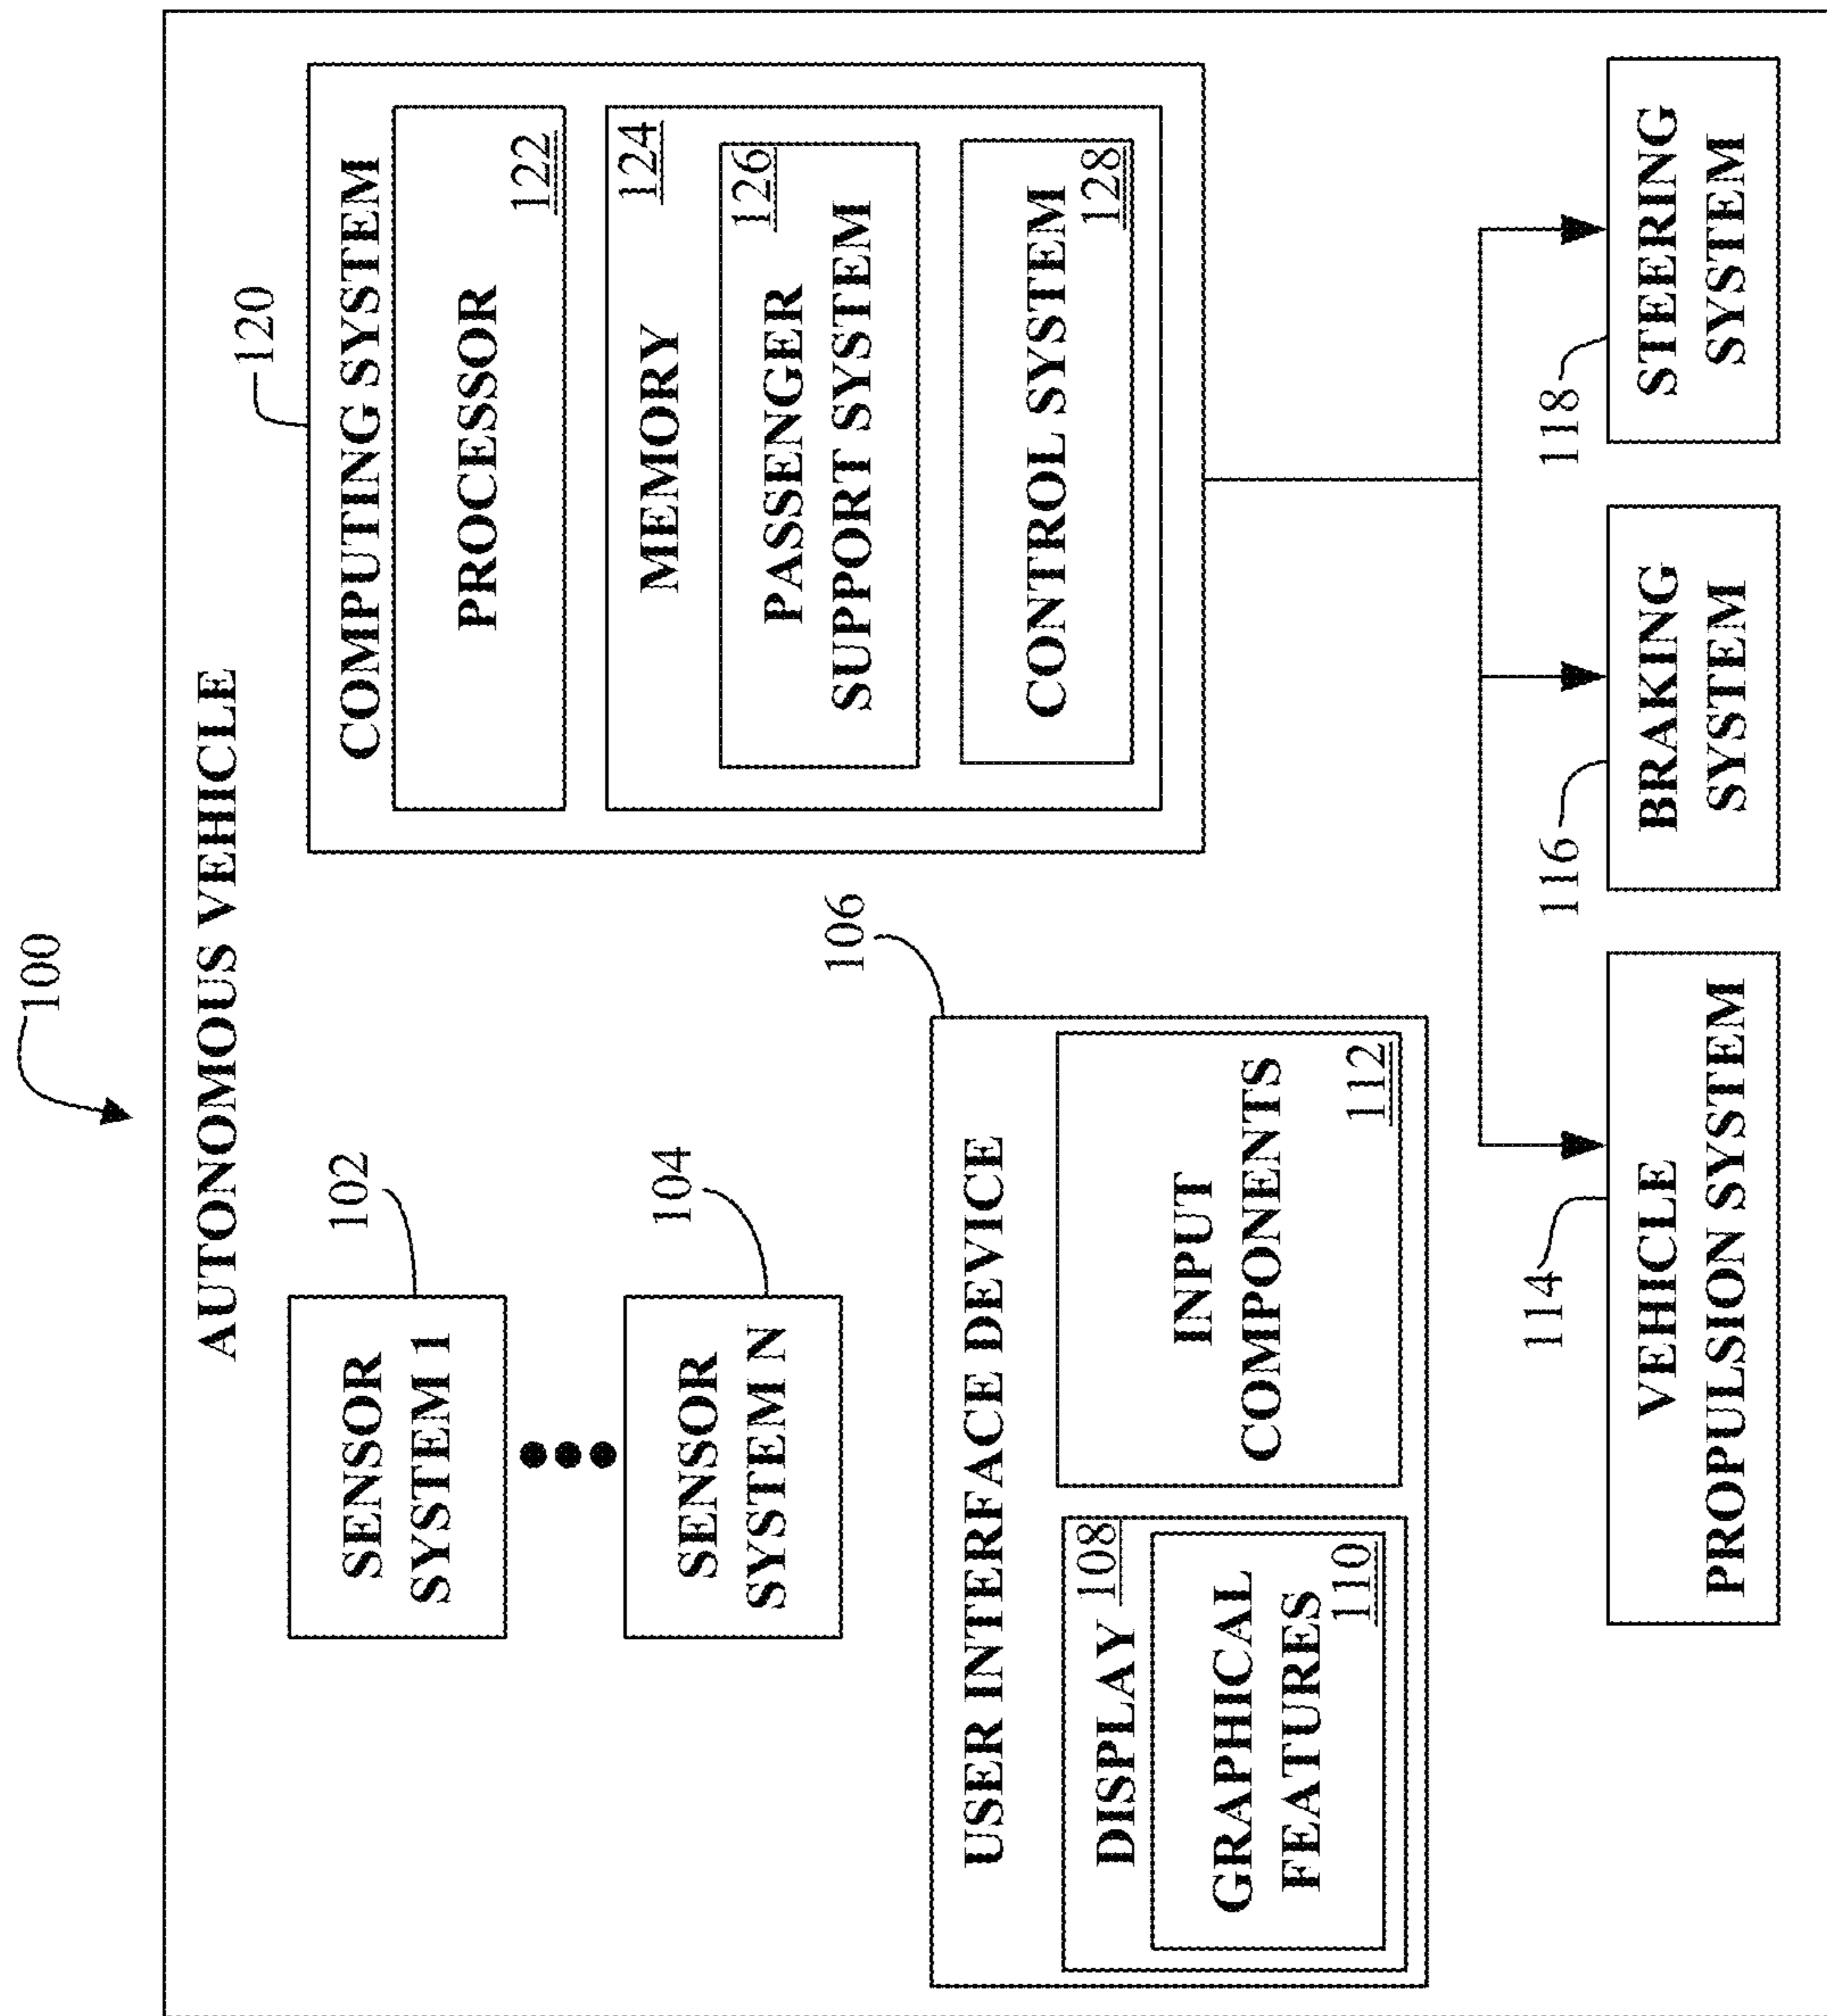 100
AUTONOMOUS VEHICLE
SENSOR
SYSTEM 1
102
SENSOR
SYSTEM N
104
106
USER INTERFACE DEVICE
DISPLAY 108
GRAPHICAL
FEATURES
110
INPUT
COMPONENTS
112
120
COMPUTING SYSTEM
PROCESSOR
122
MEMORY
124
PASSENGER
126
SUPPORT SYSTEM
CONTROL SYSTEM
128
114
VEHICLE
PROPULSION SYSTEM
116
BRAKING
SYSTEM
118
STEERING
SYSTEM